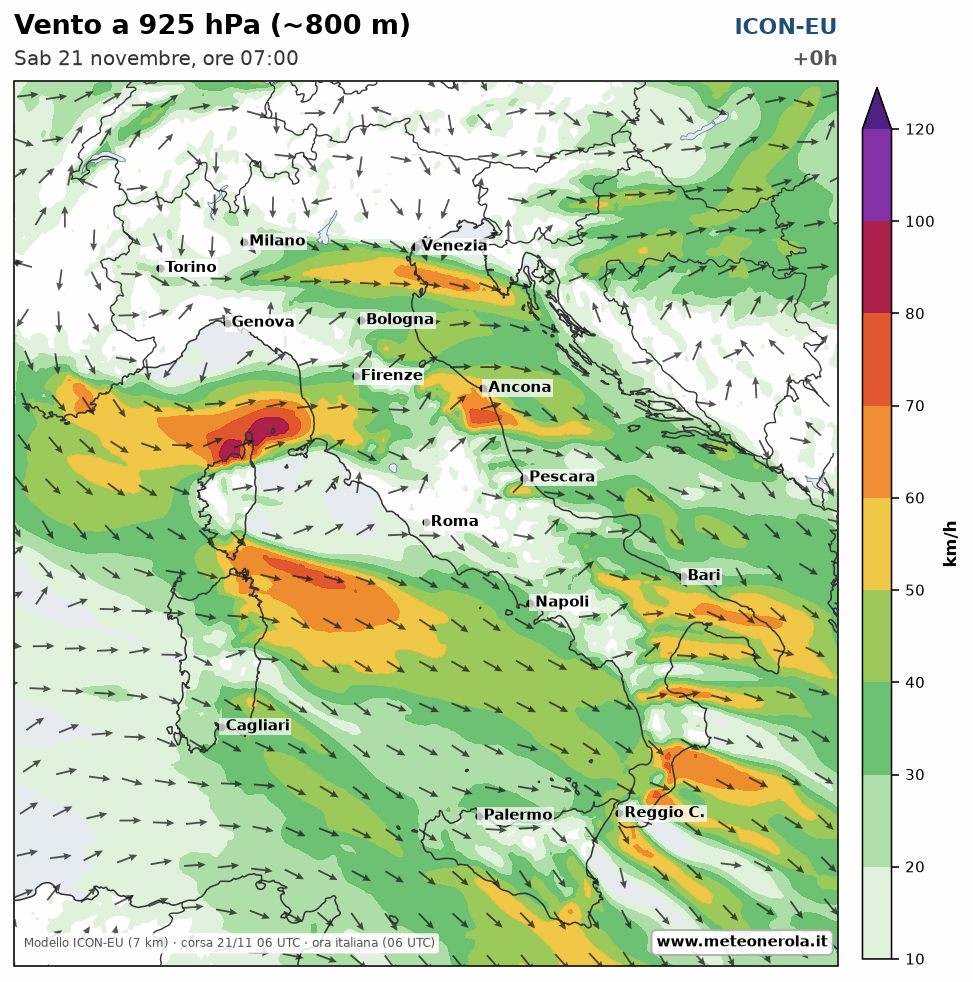 Vento a 925 hPa (~800 m)
ICON-EU
Sab 21 novembre, ore 07:00
+0h
120
100
80
70
60
50
40
30
20
10
km/h
Milano
Venezia
Torino
Genova
Bologna
Firenze
Ancona
Pescara
Roma
Bari
Napoli
Cagliari
Palermo
Reggio C.
Modello ICON-EU (7 km) · corsa 21/11 06 UTC · ora italiana (06 UTC)
www.meteonerola.it